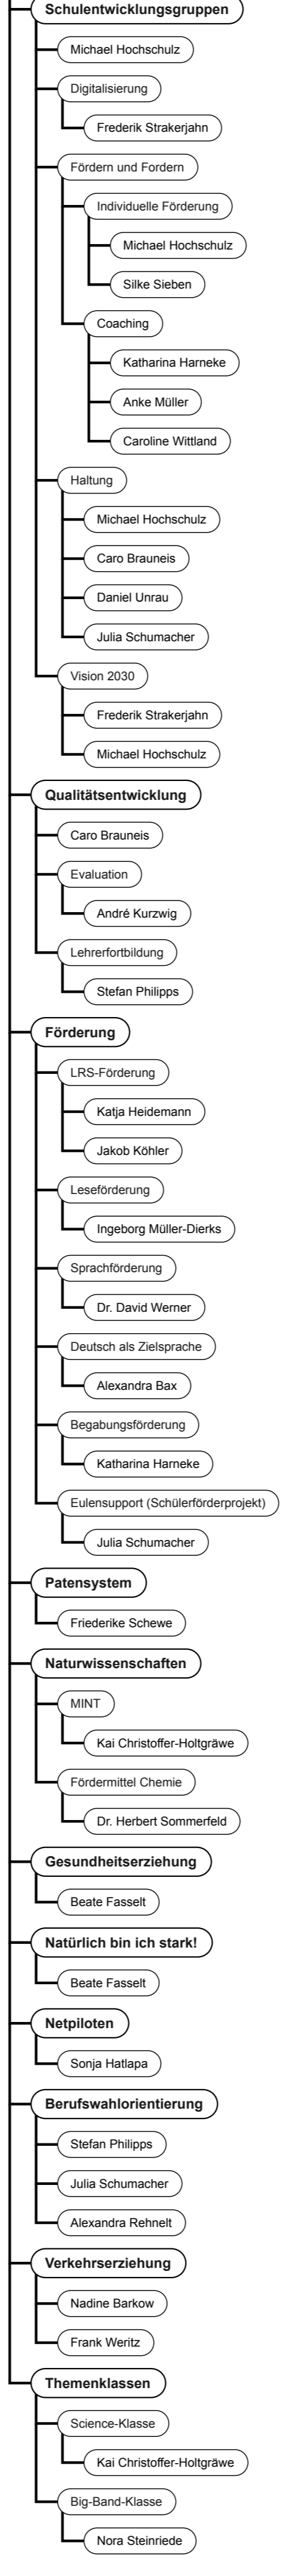 Schulentwicklungsgruppen
Michael Hochschulz
Digitalisierung
Frederik Strakerjahn
Fördern und Fordern
Individuelle Förderung
Michael Hochschulz
Silke Sieben
Coaching
Katharina Harneke
Anke Müller
Caroline Wittland
Haltung
Michael Hochschulz
Caro Brauneis
Daniel Unrau
Julia Schumacher
Vision 2030
Frederik Strakerjahn
Michael Hochschulz
Qualitätsentwicklung
Caro Brauneis
Evaluation
André Kurzwig
Lehrerfortbildung
Stefan Philipps
Förderung
LRS-Förderung
Katja Heidemann
Jakob Köhler
Leseförderung
Ingeborg Müller-Dierks
Sprachförderung
Dr. David Werner
Deutsch als Zielsprache
Alexandra Bax
Begabungsförderung
Katharina Harneke
Eulensupport (Schülerförderprojekt)
Julia Schumacher
Patensystem
Friederike Schewe
Naturwissenschaften
MINT
Kai Christoffer-Holtgräwe
Fördermittel Chemie
Dr. Herbert Sommerfeld
Gesundheitserziehung
Beate Fasselt
Natürlich bin ich stark!
Beate Fasselt
Netpiloten
Sonja Hatlapa
Berufswahlorientierung
Stefan Philipps
Julia Schumacher
Alexandra Rehnelt
Verkehrserziehung
Nadine Barkow
Frank Weritz
Themenklassen
Science-Klasse
Kai Christoffer-Holtgräwe
Big-Band-Klasse
Nora Steinriede